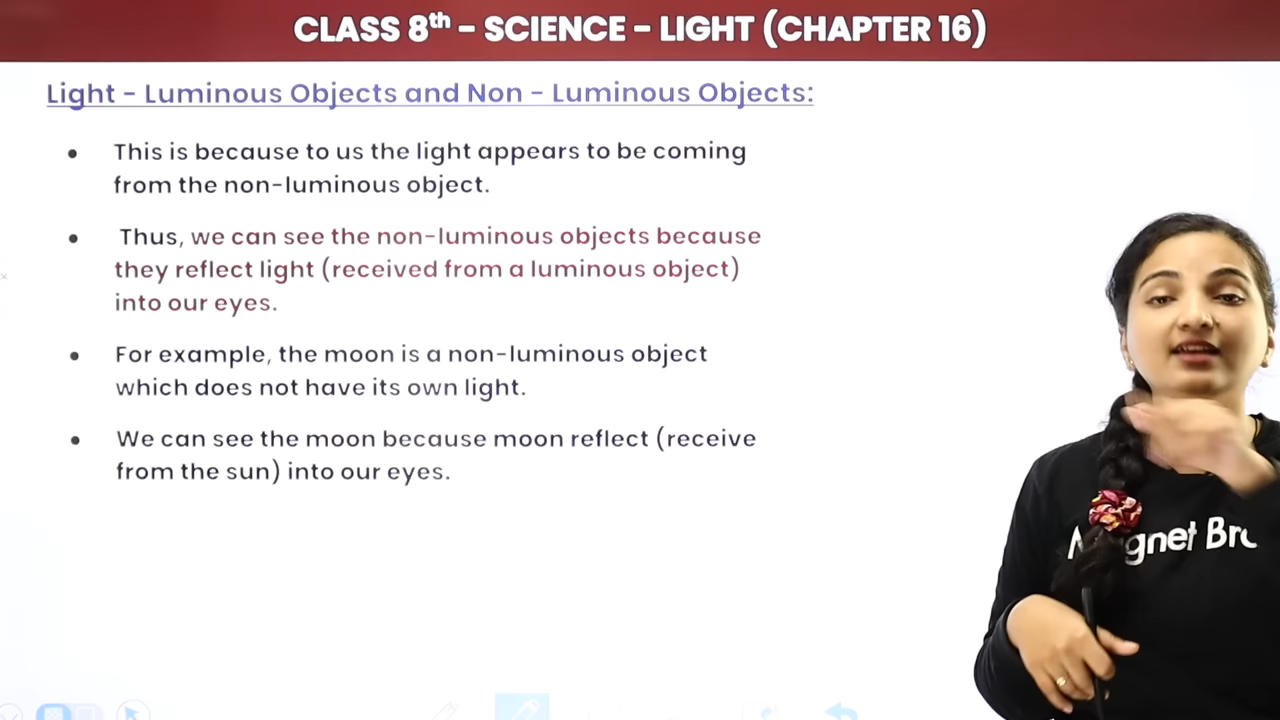 CLASS 8th – SCIENCE – LIGHT (CHAPTER 16)
Light – Luminous Objects and Non – Luminous Objects:
• This is because to us the light appears to be coming
from the non-luminous object.
• Thus, we can see the non-luminous objects because
they reflect light (received from a luminous object)
into our eyes.
• For example, the moon is a non-luminous object
which does not have its own light.
• We can see the moon because moon reflect (receive
from the sun) into our eyes.